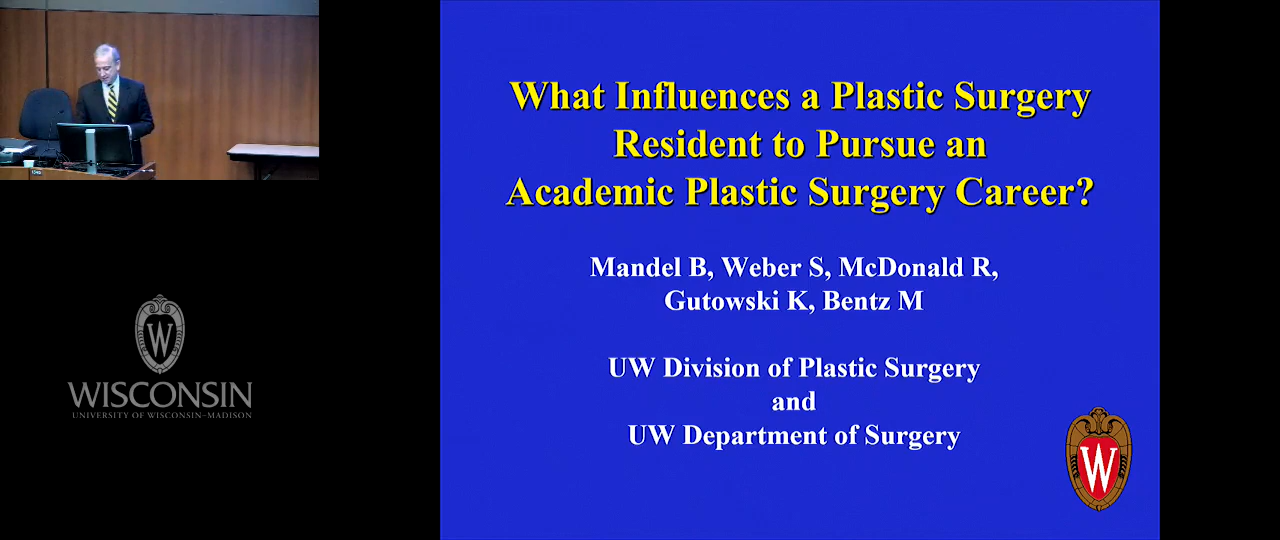 What Influences a Plastic Surgery
Resident to Pursue an
Academic Plastic Surgery Career?
Mandel B, Weber S, McDonald R,
Gutowski K, Bentz M
UW Division of Plastic Surgery
and
UW Department of Surgery
W
W
WISCONSIN
UNIVERSITY OF WISCONSIN–MADISON